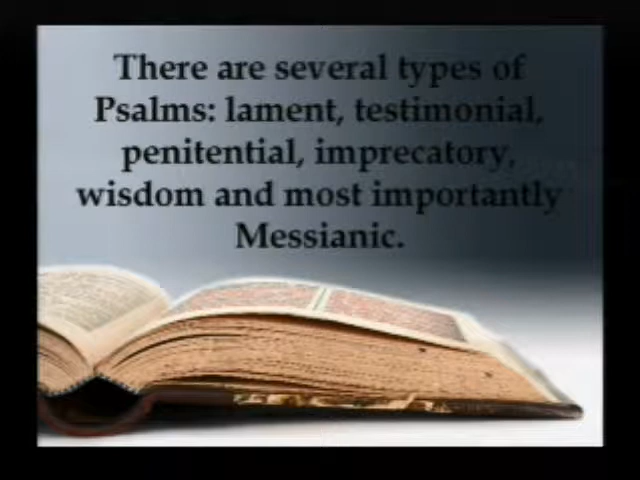 There are several types of
Psalms: lament, testimonial,
penitential, imprecatory,
wisdom and most importantly
Messianic.